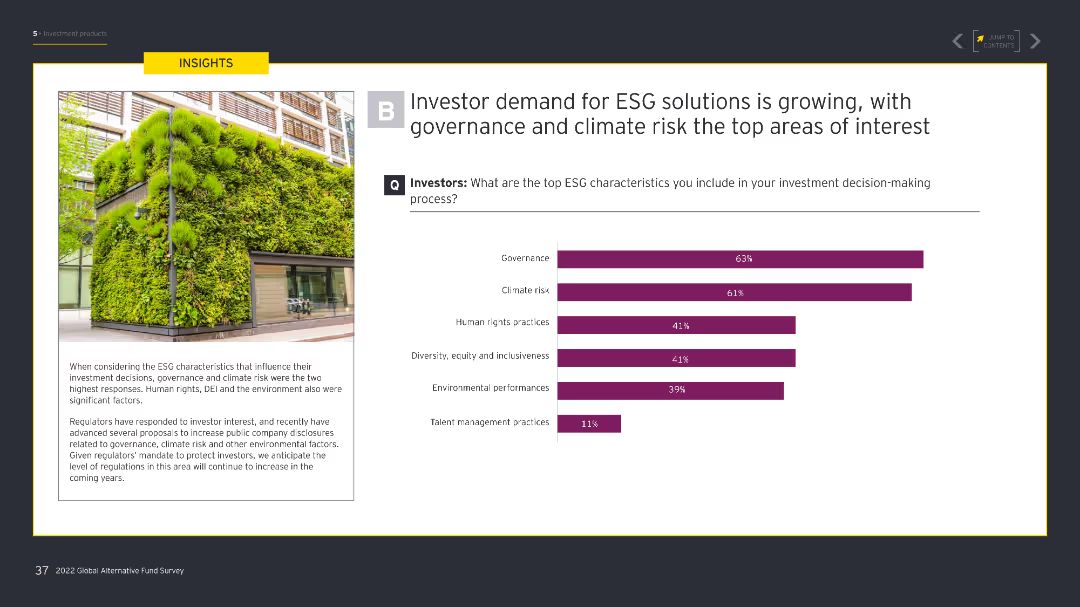 5 • Investment products
JUMP TO
CONTENTS
INSIGHTS
B
Investor demand for ESG solutions is growing, with
governance and climate risk the top areas of interest
Q
Investors: What are the top ESG characteristics you include in your investment decision-making
process?
Governance 63%
Climate risk 61%
Human rights practices 41%
Diversity, equity and inclusiveness 41%
Environmental performances 39%
Talent management practices 11%
When considering the ESG characteristics that influence their
investment decisions, governance and climate risk were the two
highest responses. Human rights, DEI and the environment also were
significant factors.
Regulators have responded to investor interest, and recently have
advanced several proposals to increase public company disclosures
related to governance, climate risk and other environmental factors.
Given regulators' mandate to protect investors, we anticipate the
level of regulations in this area will continue to increase in the
coming years.
37 2022 Global Alternative Fund Survey